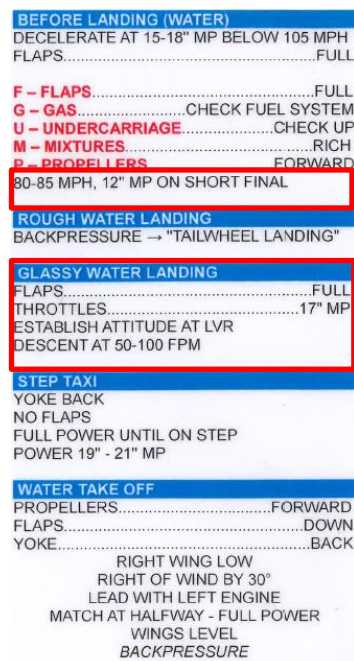 BEFORE LANDING (WATER)
DECELERATE AT 15-18" MP BELOW 105 MPH
FLAPS..............................................FULL
F – FLAPS.......................................FULL
G – GAS......................CHECK FUEL SYSTEM
U – UNDERCARRIAGE.....................CHECK UP
M – MIXTURES..................................RICH
P – PROPELLERS..........................FORWARD
80-85 MPH, 12" MP ON SHORT FINAL
ROUGH WATER LANDING
BACKPRESSURE → "TAILWHEEL LANDING"
GLASSY WATER LANDING
FLAPS..............................................FULL
THROTTLES....................................17" MP
ESTABLISH ATTITUDE AT LVR
DESCENT AT 50-100 FPM
STEP TAXI
YOKE BACK
NO FLAPS
FULL POWER UNTIL ON STEP
POWER 19" - 21" MP
WATER TAKE OFF
PROPELLERS..........................FORWARD
FLAPS............................................DOWN
YOKE.............................................BACK
RIGHT WING LOW
RIGHT OF WIND BY 30°
LEAD WITH LEFT ENGINE
MATCH AT HALFWAY - FULL POWER
WINGS LEVEL
BACKPRESSURE